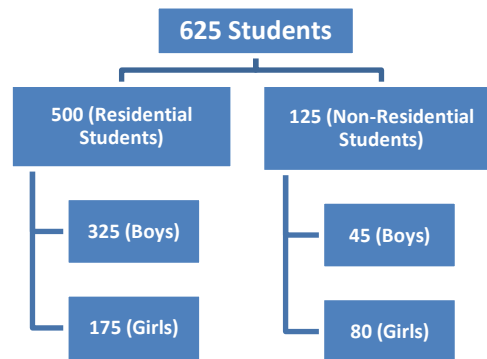 625 Students
500 (Residential
Students)
125 (Non-Residential
Students)
325 (Boys)
175 (Girls)
45 (Boys)
80 (Girls)